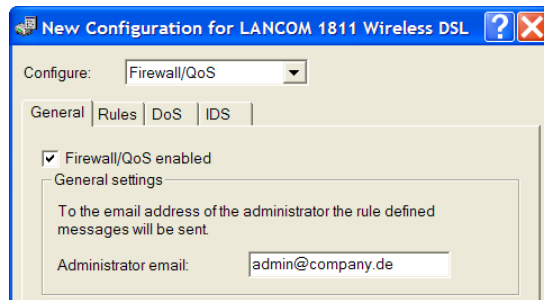 New Configuration for LANCOM 1811 Wireless DSL ? X
Configure: Firewall/QoS
General Rules DoS IDS
Firewall/QoS enabled
General settings
To the email address of the administrator the rule defined
messages will be sent.
Administrator email: admin@company.de